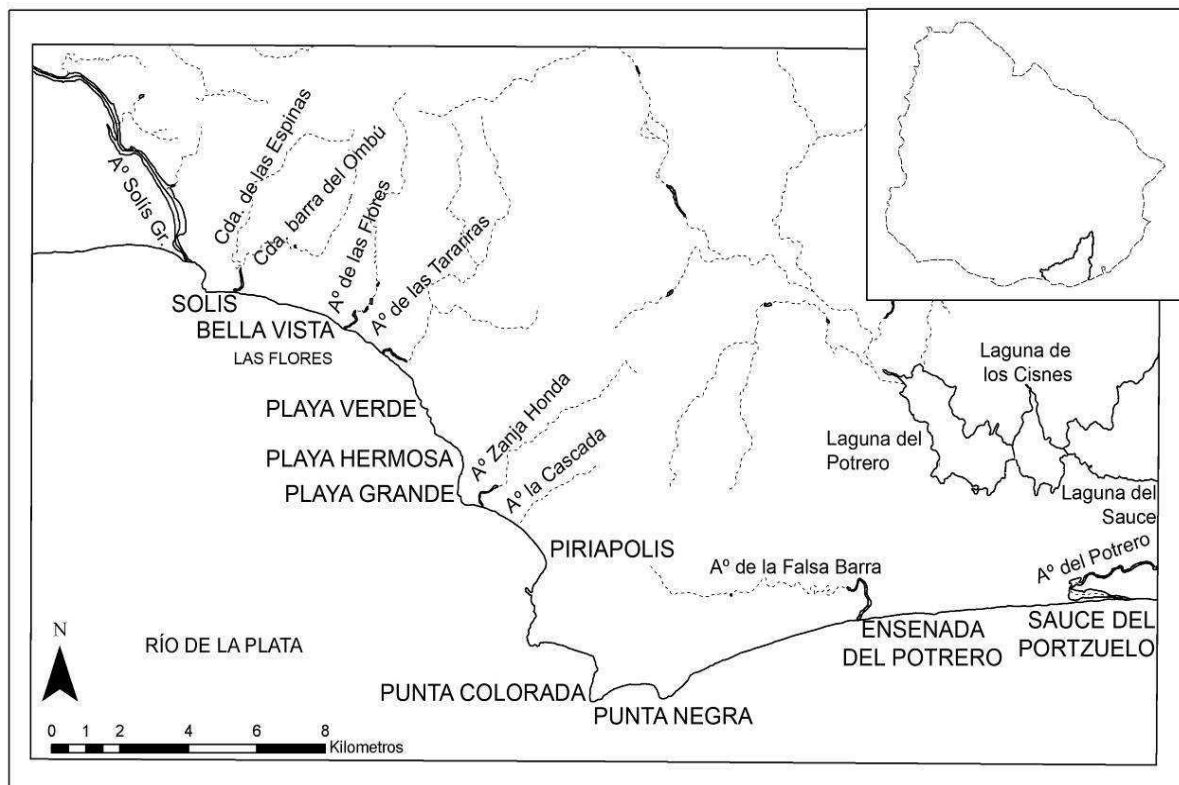 Aº Solís Gr.
Cda. de las Espinas
Cda. barra del Ombú
Aº de las Flores
Aº de las Tarariras
SOLIS
BELLA VISTA
LAS FLORES
PLAYA VERDE
PLAYA HERMOSA
PLAYA GRANDE
Aº Zanja Honda
Aº la Cascada
PIRIAPOLIS
Laguna de
los Cisnes
Laguna del
Potrero
Laguna del
Sauce
Aº del Potrero
Aº de la Falsa Barra
ENSENADA
DEL POTRERO
SAUCE DEL
PORTZUELO
RÍO DE LA PLATA
PUNTA COLORADA
PUNTA NEGRA
N
0 1 2 4 6 8
Kilometros